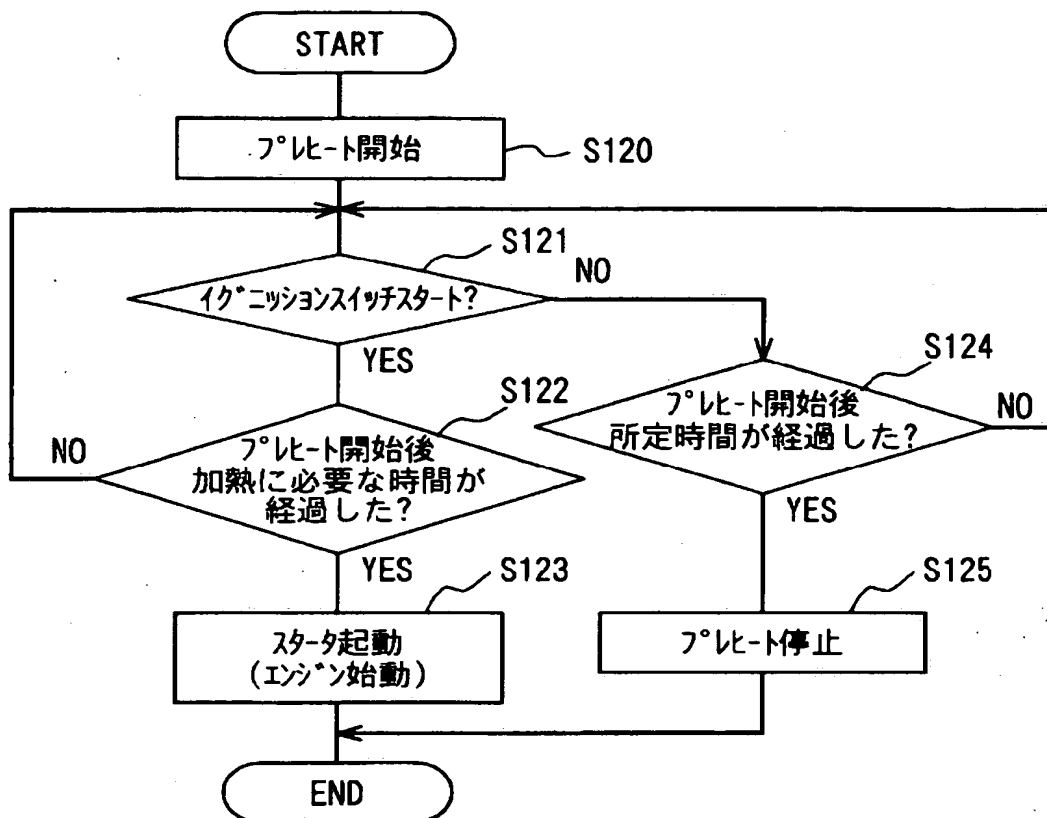 START
プレヒート開始
S120
S121
イグニッションスイッチスタート?
NO
YES
S122
プレヒート開始後
加熱に必要な時間が
経過した?
NO
YES
S123
スタータ起動
(エンジン始動)
S124
プレヒート開始後
所定時間が経過した?
NO
YES
S125
プレヒート停止
END